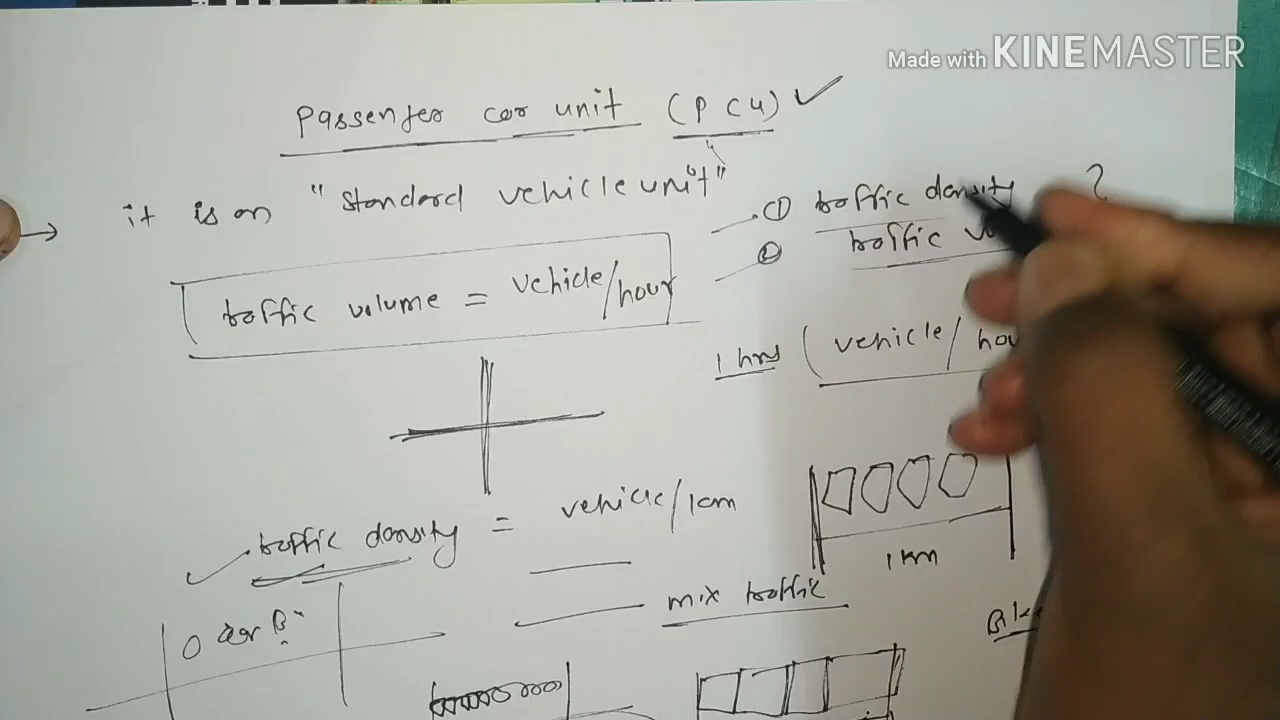 Made with KINEMASTER
Passenger car unit (PCU)
it is an "Standard vehicle unit"
① traffic density ?
② traffic
traffic volume = vehicle/hour
1 hrs (vehicle/
traffic density = vehicle/1km
1 km
mix traffic